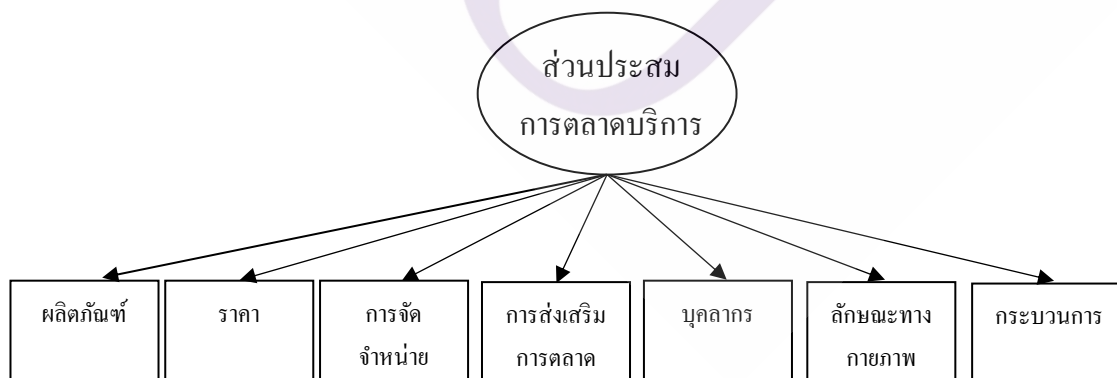 ส่วนประสม
การตลาดบริการ
ผลิตภัณฑ์
ราคา
การจัด
จำหน่าย
การส่งเสริม
การตลาด
บุคลากร
ลักษณะทาง
กายภาพ
กระบวนการ